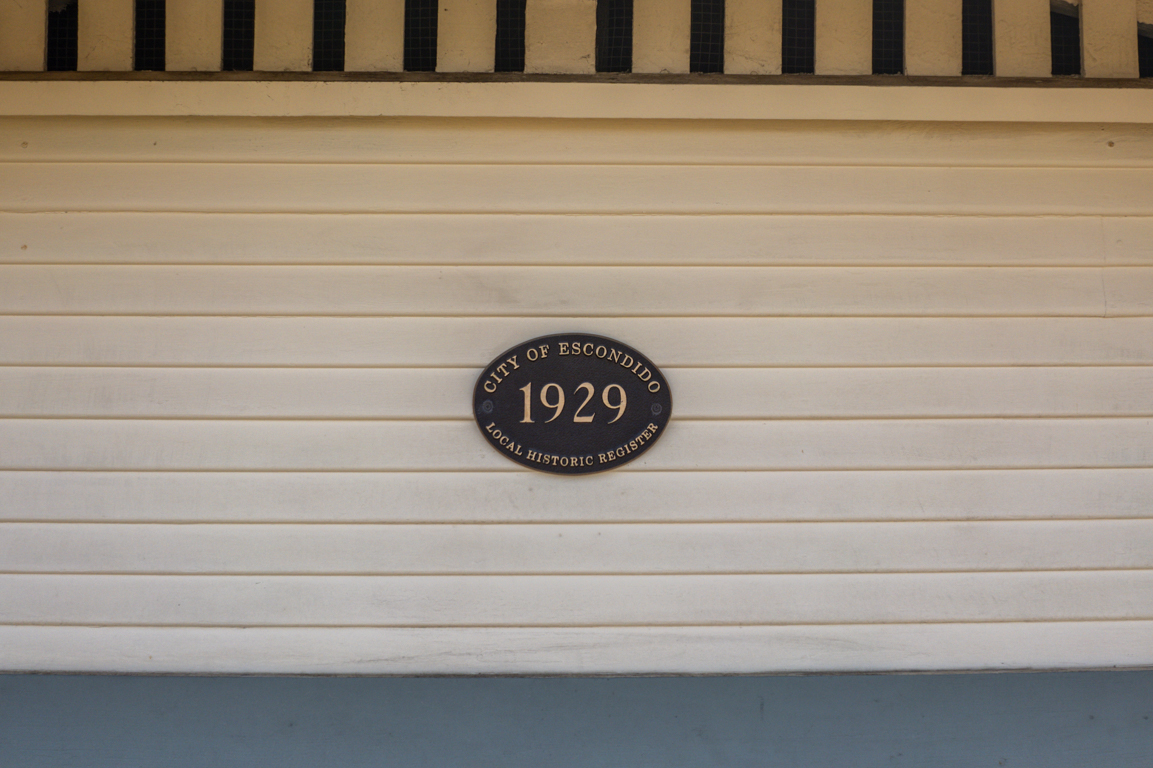 CITY OF ESCONDIDO
1929
LOCAL HISTORIC REGISTER